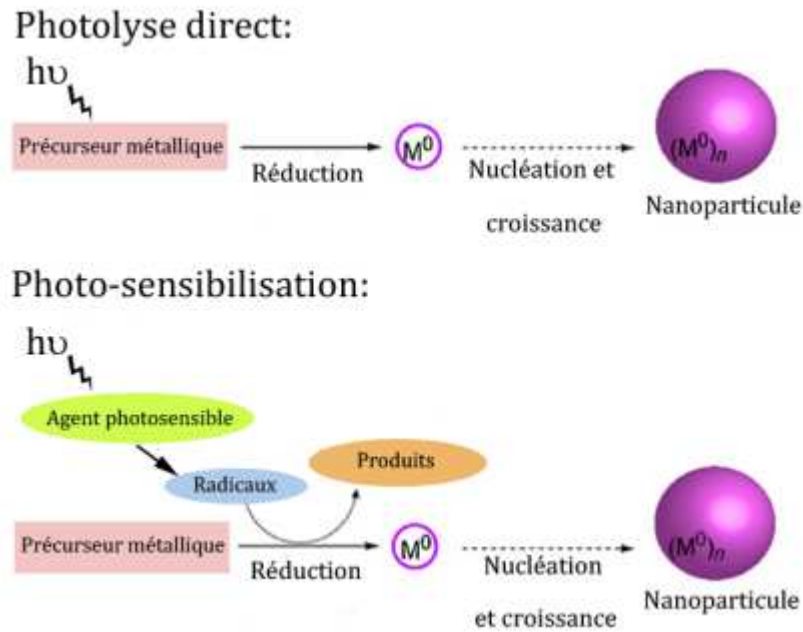 Photolyse direct:
hυ
Précurseur métallique
Réduction
M⁰
Nucléation et
croissance
(M⁰)ₙ
Nanoparticule
Photo-sensibilisation:
hυ
Agent photosensible
Radicaux
Produits
Précurseur métallique
Réduction
M⁰
Nucléation
et croissance
(M⁰)ₙ
Nanoparticule